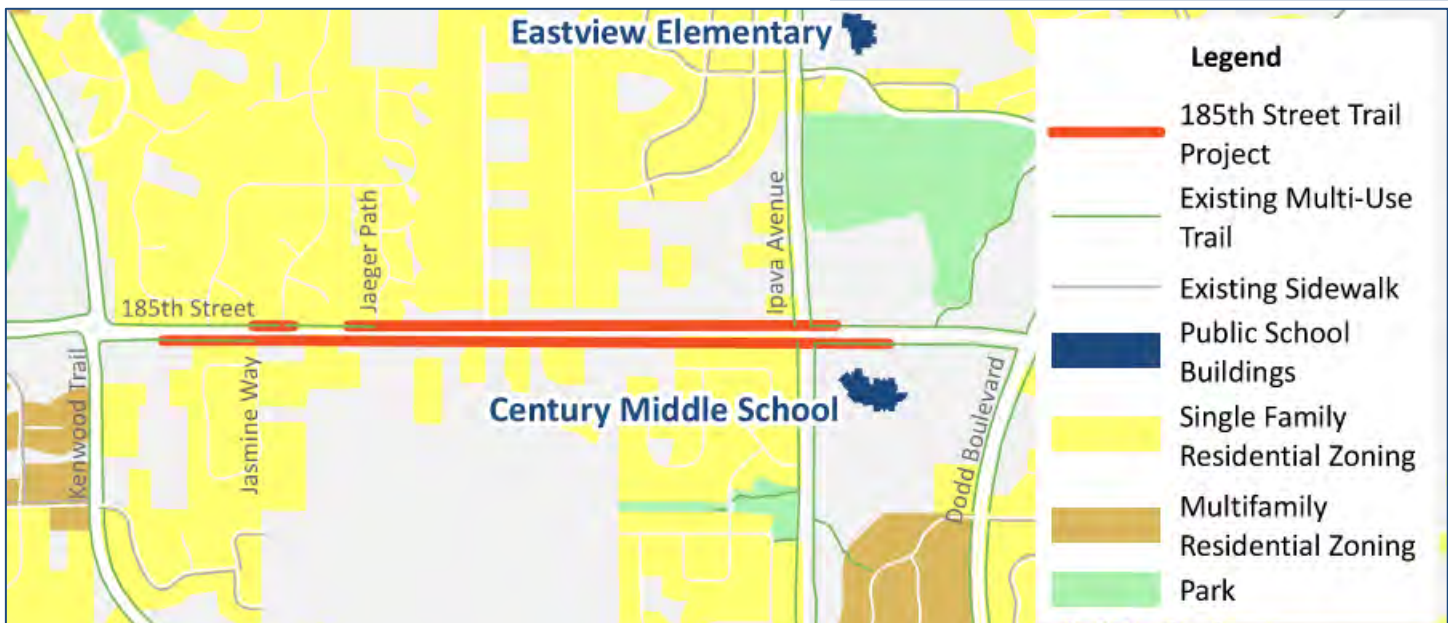 Eastview Elementary
Jaeger Path
Ipava Avenue
185th Street
Kenwood Trail
Jasmine Way
Century Middle School
Dodd Boulevard
Legend
185th Street Trail
Project
Existing Multi-Use
Trail
Existing Sidewalk
Public School
Buildings
Single Family
Residential Zoning
Multifamily
Residential Zoning
Park